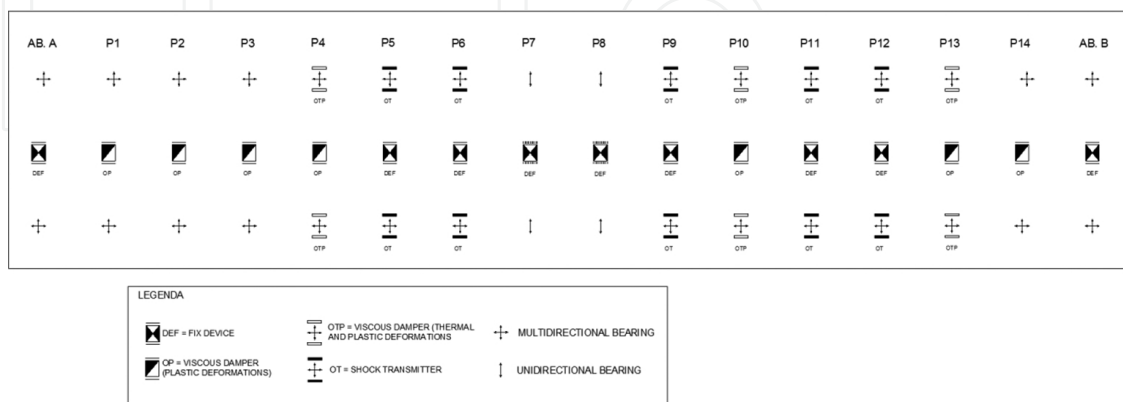 AB. A P1 P2 P3 P4 P5 P6 P7 P8 P9 P10 P11 P12 P13 P14 AB. B
OTP OT OT OT OTP OT OT OTP
DEF OP OP OP OP DEF DEF DEF DEF DEF OP DEF DEF OP OP DEF
OTP OT OT OT OTP OT OT OTP
LEGENDA
DEF = FIX DEVICE
OP = VISCOUS DAMPER
(PLASTIC DEFORMATIONS)
OTP = VISCOUS DAMPER (THERMAL
AND PLASTIC DEFORMATIONS
OT = SHOCK TRANSMITTER
MULTIDIRECTIONAL BEARING
UNIDIRECTIONAL BEARING